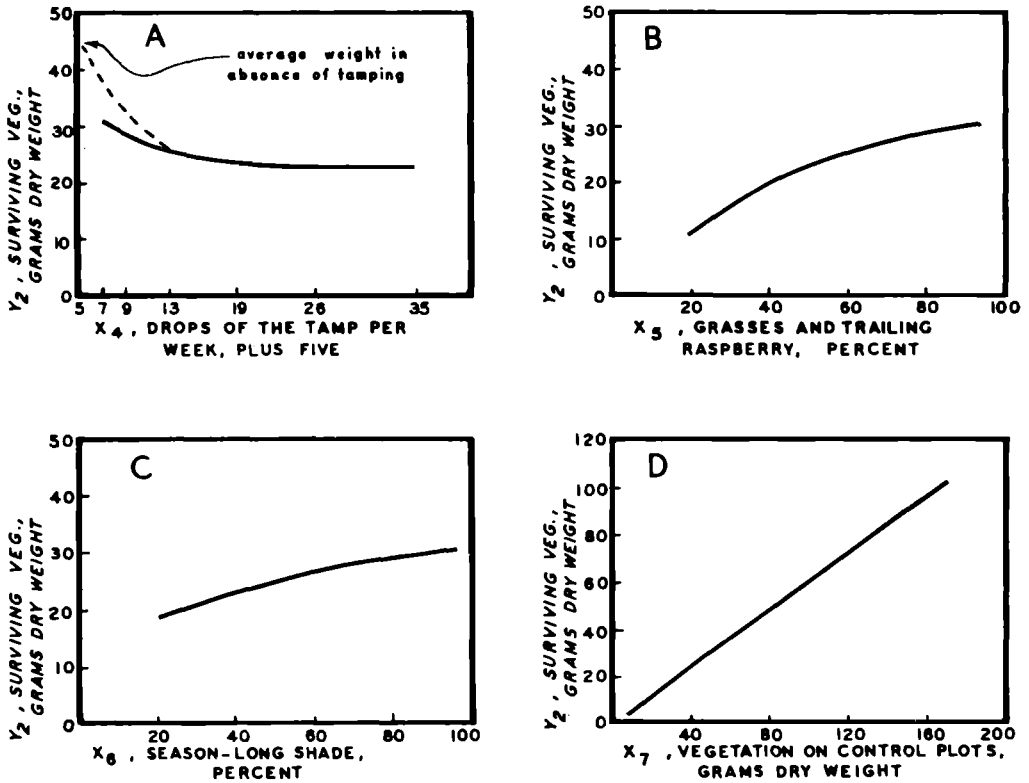 A
50
40
30
20
10
0
Y2, SURVIVING VEG.,
GRAMS DRY WEIGHT
average weight in
absence of tamping
5 7 9 13 19 26 35
X4, DROPS OF THE TAMP PER
WEEK, PLUS FIVE
B
50
40
30
20
10
0
Y2, SURVIVING VEG.,
GRAMS DRY WEIGHT
20 40 60 80 100
X5, GRASSES AND TRAILING
RASPBERRY, PERCENT
C
50
40
30
20
10
0
Y2, SURVIVING VEG.,
GRAMS DRY WEIGHT
20 40 60 80 100
X6, SEASON-LONG SHADE,
PERCENT
D
120
100
80
60
40
20
0
Y2, SURVIVING VEG.,
GRAMS DRY WEIGHT
40 80 120 160 200
X7, VEGETATION ON CONTROL PLOTS,
GRAMS DRY WEIGHT